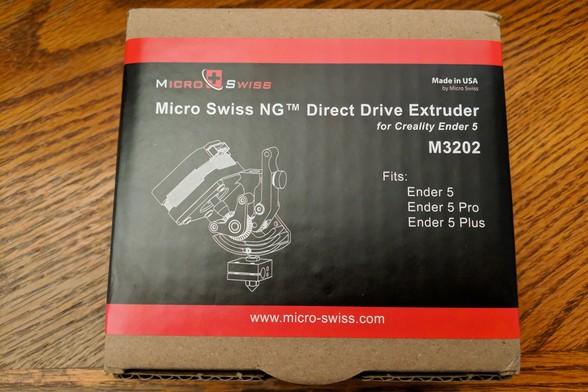 MICRO SWISS
Made in USA
by Micro Swiss
Micro Swiss NG™ Direct Drive Extruder
for Creality Ender 5
M3202
Fits:
Ender 5
Ender 5 Pro
Ender 5 Plus
www.micro-swiss.com